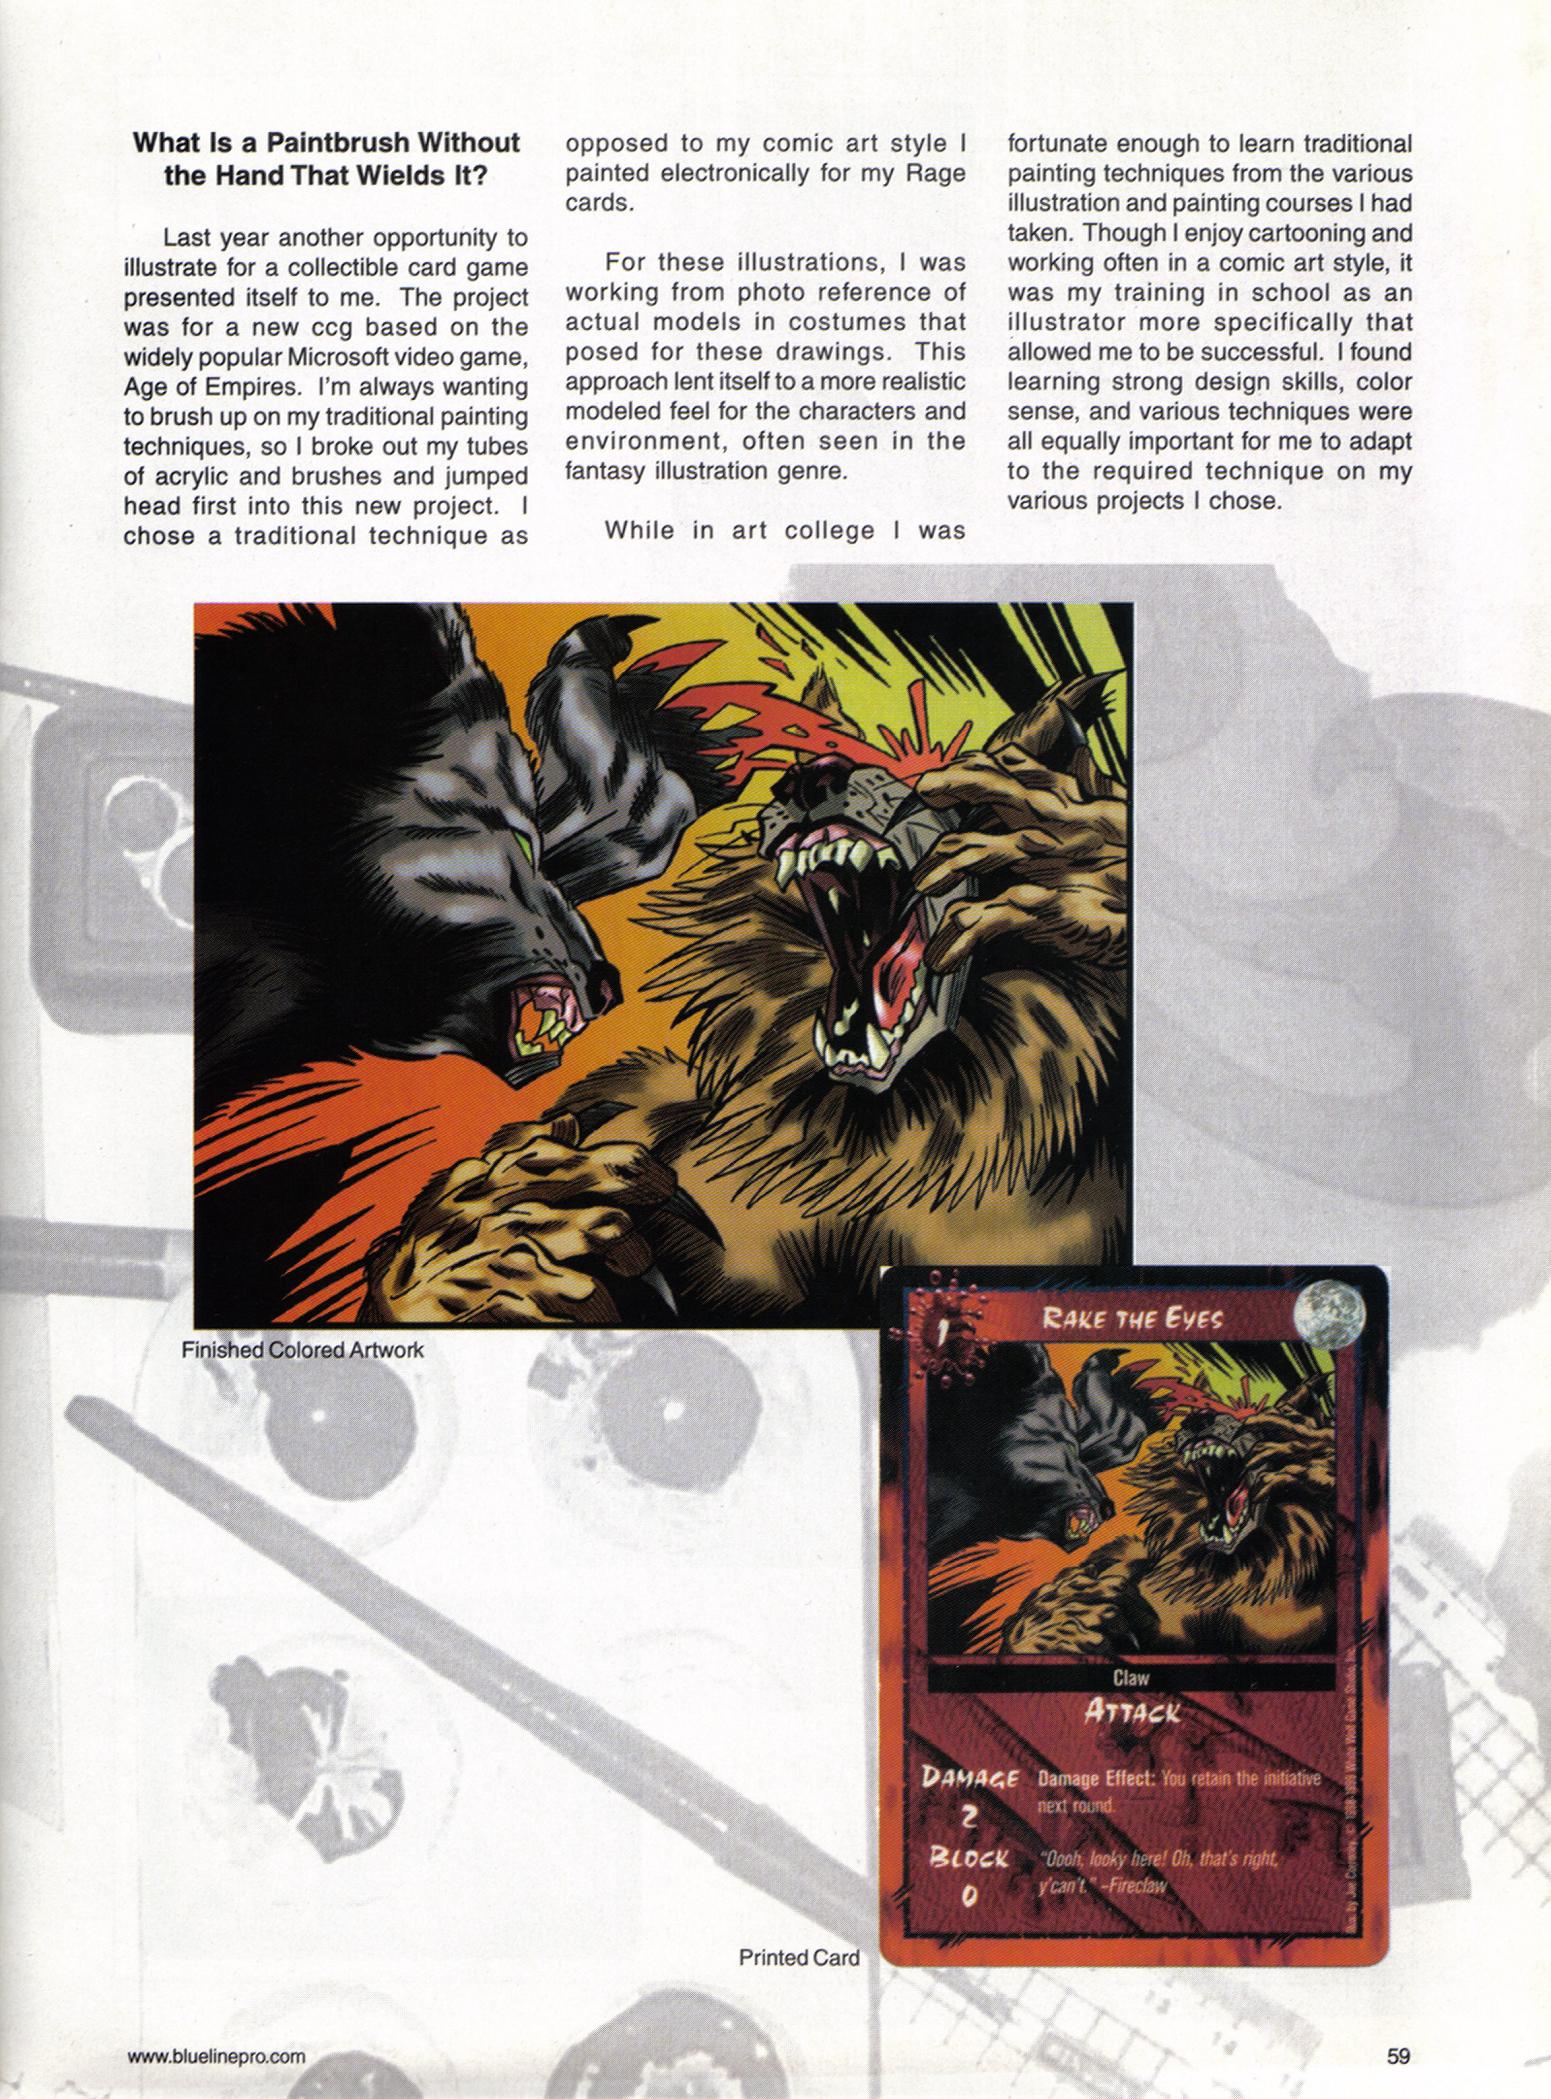 What Is a Paintbrush Without
the Hand That Wields It?
Last year another opportunity to
illustrate for a collectible card game
presented itself to me. The project
was for a new ccg based on the
widely popular Microsoft video game,
Age of Empires. I'm always wanting
to brush up on my traditional painting
techniques, so I broke out my tubes
of acrylic and brushes and jumped
head first into this new project. I
chose a traditional technique as
opposed to my comic art style I
painted electronically for my Rage
cards.
For these illustrations, I was
working from photo reference of
actual models in costumes that
posed for these drawings. This
approach lent itself to a more realistic
modeled feel for the characters and
environment, often seen in the
fantasy illustration genre.
While in art college I was
fortunate enough to learn traditional
painting techniques from the various
illustration and painting courses I had
taken. Though I enjoy cartooning and
working often in a comic art style, it
was my training in school as an
illustrator more specifically that
allowed me to be successful. I found
learning strong design skills, color
sense, and various techniques were
all equally important for me to adapt
to the required technique on my
various projects I chose.
Finished Colored Artwork
1
Rake the Eyes
Claw
Attack
Damage
2
Block
0
Damage Effect: You retain the initiative
next round.
"Oooh, looky here! Oh, that's right,
y'can't." –Fireclaw
Illus. by
White Wolf
Printed Card
www.bluelinepro.com
59